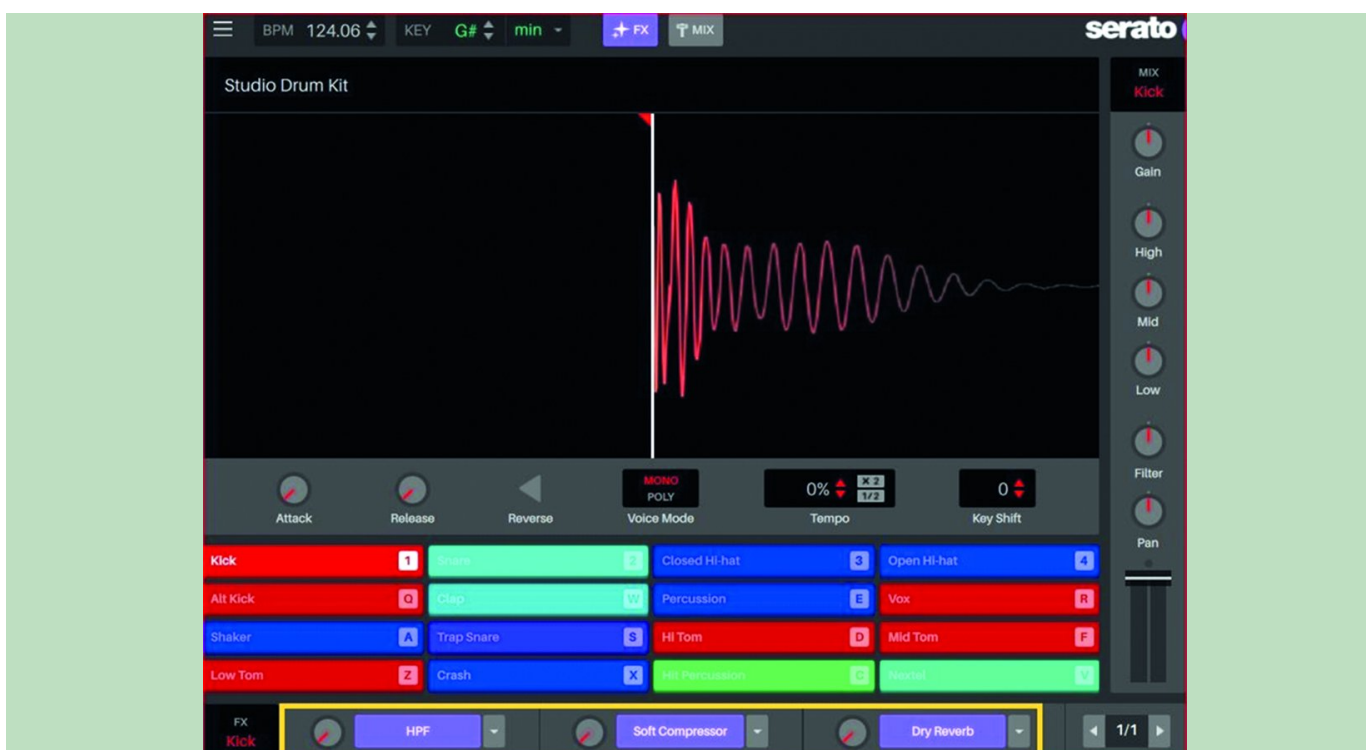 BPM 124.06 KEY G# min FX MIX serato
Studio Drum Kit
MIX
Kick
Gain
High
Mid
Low
Filter
Pan
MONO
POLY
0% X 2
1/2
0
Attack Release Reverse Voice Mode Tempo Key Shift
Kick 1 Snare 2 Closed Hi-hat 3 Open Hi-hat 4
Alt Kick Q Clap W Percussion E Vox R
Shaker A Trap Snare S Hi Tom D Mid Tom F
Low Tom Z Crash X Hit Percussion C Nextel V
FX
Kick
HPF Soft Compressor Dry Reverb 1/1